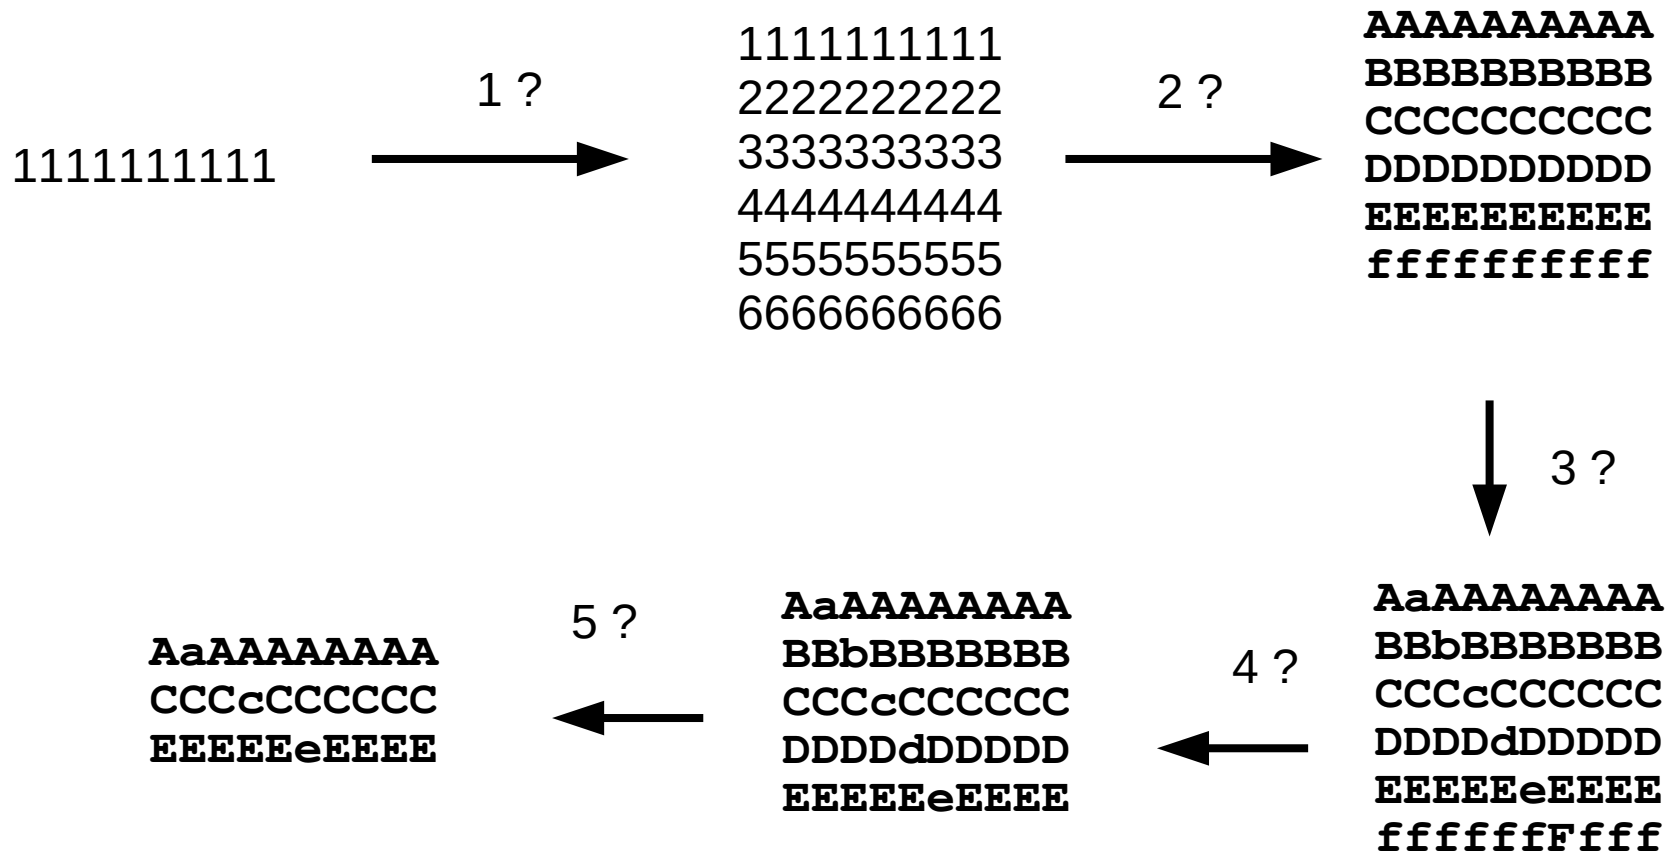 1111111111
1 ?
1111111111
2222222222
3333333333
4444444444
5555555555
6666666666
2 ?
AAAAAAAAAA
BBBBBBBBBB
CCCCCCCCCC
DDDDDDDDDD
EEEEEEEEEE
ffffffffff
3 ?
AaAAAAAAAA
BBbBBBBBBB
CCCcCCCCCC
DDDDdDDDDD
EEEEEeEEEE
ffffffFfff
4 ?
AaAAAAAAAA
BBbBBBBBBB
CCCcCCCCCC
DDDDdDDDDD
EEEEEeEEEE
5 ?
AaAAAAAAAA
CCCcCCCCCC
EEEEEeEEEE